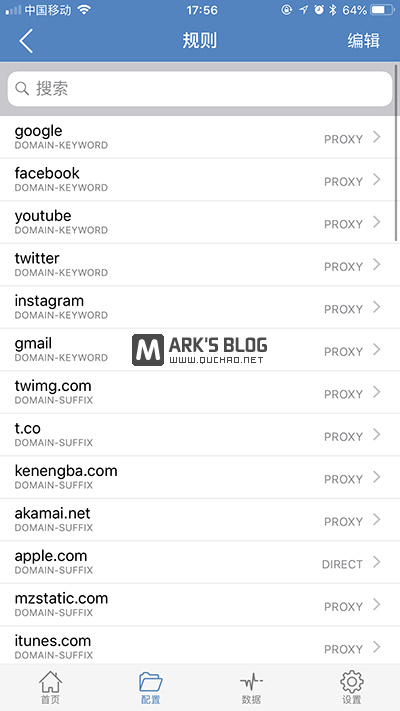 中国移动 17:56 64%
规则 编辑
搜索
google
DOMAIN-KEYWORD PROXY
facebook
DOMAIN-KEYWORD PROXY
youtube
DOMAIN-KEYWORD PROXY
twitter
DOMAIN-KEYWORD PROXY
instagram
DOMAIN-KEYWORD PROXY
gmail
DOMAIN-KEYWORD PROXY
M ARK'S BLOG
WWW.QUCHAO.NET
twimg.com
DOMAIN-SUFFIX PROXY
t.co
DOMAIN-SUFFIX PROXY
kenengba.com
DOMAIN-SUFFIX PROXY
akamai.net
DOMAIN-SUFFIX PROXY
apple.com
DOMAIN-SUFFIX DIRECT
mzstatic.com
DOMAIN-SUFFIX PROXY
itunes.com
DOMAIN-SUFFIX PROXY
首页 配置 数据 设置